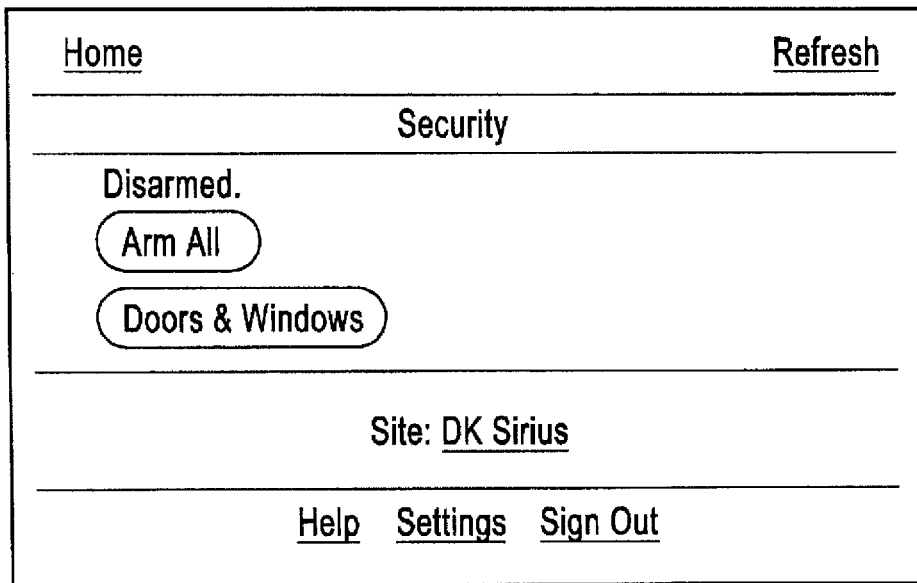 Home Refresh
Security
Disarmed.
Arm All
Doors & Windows
Site: DK Sirius
Help Settings Sign Out